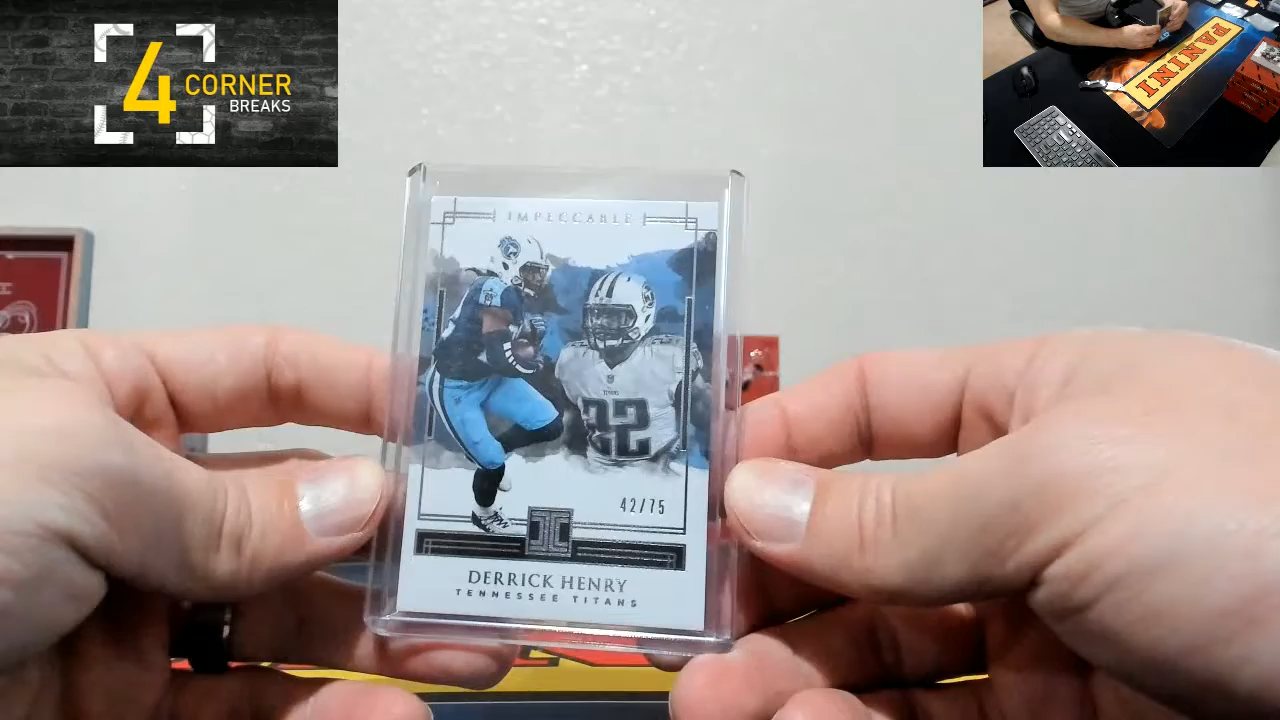 4 CORNER
BREAKS
PANINI
IMPECCABLE
22
42/75
DERRICK HENRY
TENNESSEE TITANS